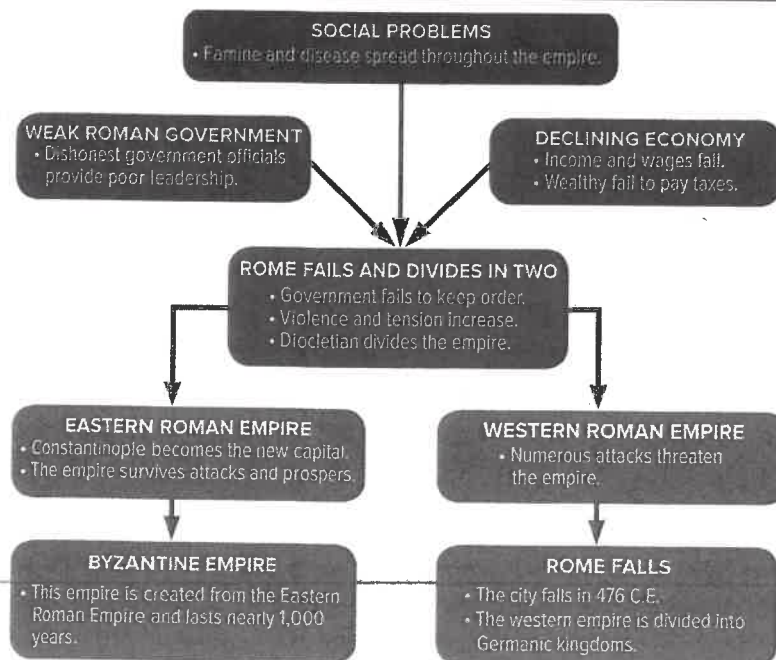 SOCIAL PROBLEMS
• Famine and disease spread throughout the empire.
WEAK ROMAN GOVERNMENT
• Dishonest government officials
provide poor leadership.
DECLINING ECONOMY
• Income and wages fall.
• Wealthy fail to pay taxes.
ROME FAILS AND DIVIDES IN TWO
• Government fails to keep order.
• Violence and tension increase.
• Diocletian divides the empire.
EASTERN ROMAN EMPIRE
• Constantinople becomes the new capital.
• The empire survives attacks and prospers.
WESTERN ROMAN EMPIRE
• Numerous attacks threaten
the empire.
BYZANTINE EMPIRE
• This empire is created from the Eastern
Roman Empire and lasts nearly 1,000
years.
ROME FALLS
• The city falls in 476 C.E.
• The western empire is divided into
Germanic kingdoms.